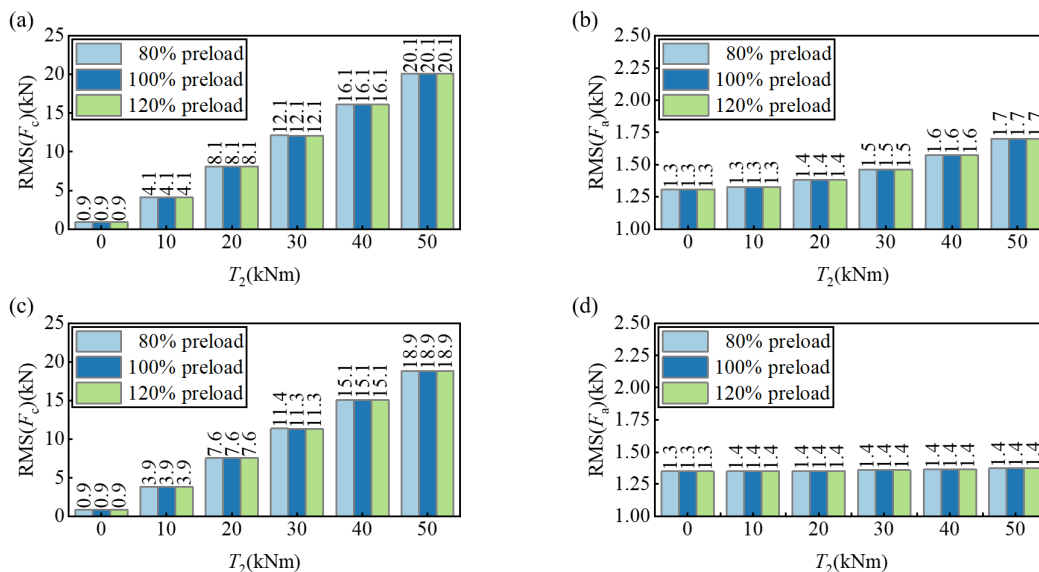 (a)
RMS(Fc)(kN)
25
20
15
10
5
0
80% preload
100% preload
120% preload
0.9 0.9 0.9
4.1 4.1 4.1
8.1 8.1 8.1
12.1 12.1 12.1
16.1 16.1 16.1
20.1 20.1 20.1
0 10 20 30 40 50
T2(kNm)
(b)
RMS(Fa)(kN)
2.50
2.25
2.00
1.75
1.50
1.25
1.00
80% preload
100% preload
120% preload
1.3 1.3 1.3
1.3 1.3 1.3
1.4 1.4 1.4
1.5 1.5 1.5
1.6 1.6 1.6
1.7 1.7 1.7
0 10 20 30 40 50
T2(kNm)
(c)
RMS(Fc)(kN)
25
20
15
10
5
0
80% preload
100% preload
120% preload
0.9 0.9 0.9
3.9 3.9 3.9
7.6 7.6 7.6
11.4 11.3 11.3
15.1 15.1 15.1
18.9 18.9 18.9
0 10 20 30 40 50
T2(kNm)
(d)
RMS(Fa)(kN)
2.50
2.25
2.00
1.75
1.50
1.25
1.00
80% preload
100% preload
120% preload
1.3 1.3 1.3
1.4 1.4 1.4
1.4 1.4 1.4
1.4 1.4 1.4
1.4 1.4 1.4
1.4 1.4 1.4
0 10 20 30 40 50
T2(kNm)